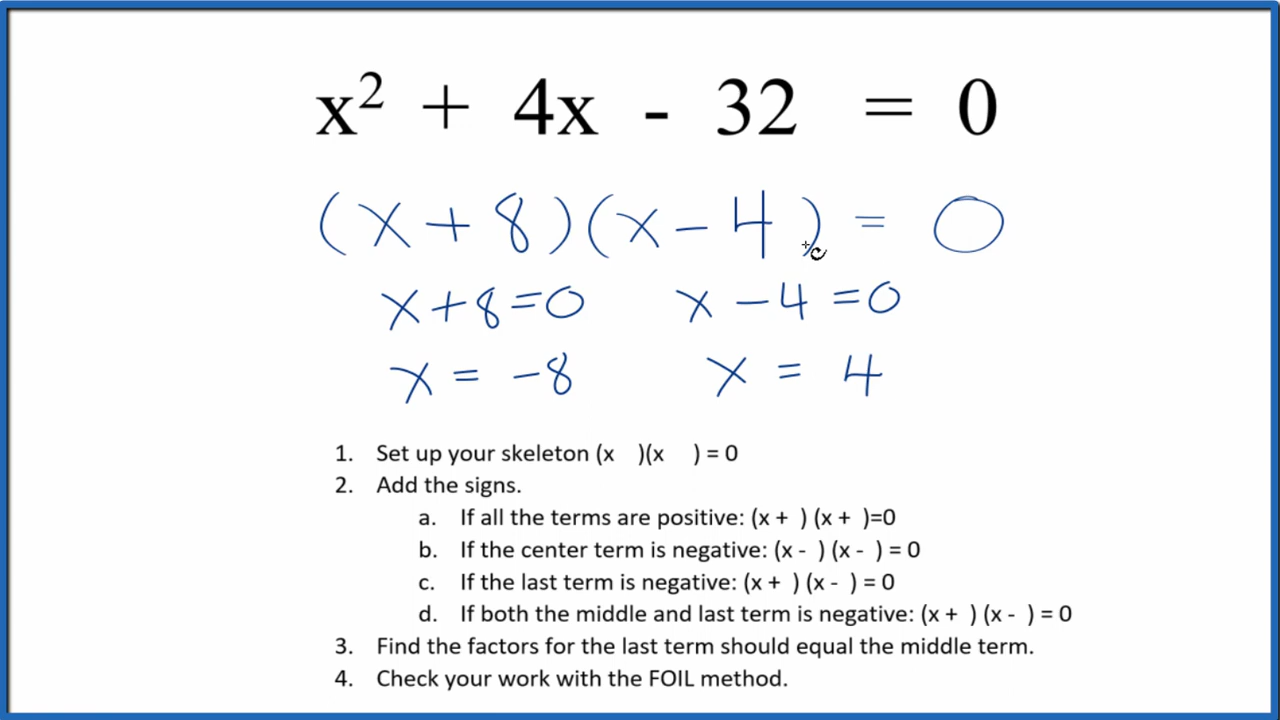 x² + 4x - 32 = 0
(x+8)(x-4) = 0
x+8=0 x-4=0
x = -8 x = 4
1. Set up your skeleton (x )(x ) = 0
2. Add the signs.
a. If all the terms are positive: (x + ) (x + )=0
b. If the center term is negative: (x - ) (x - ) = 0
c. If the last term is negative: (x + ) (x - ) = 0
d. If both the middle and last term is negative: (x + ) (x - ) = 0
3. Find the factors for the last term should equal the middle term.
4. Check your work with the FOIL method.